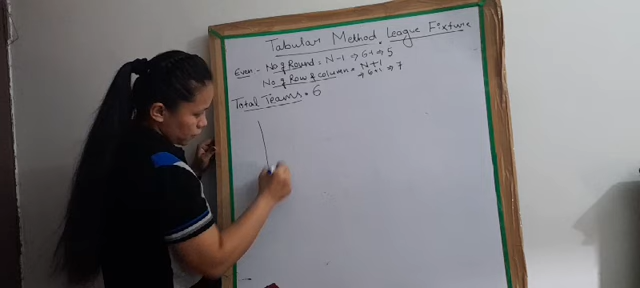 Tabular Method. League Fixture
Even - No of Round = N-1 => 6-1 => 5
No of Row & Column = N+1
=> 6+1 => 7
Total Teams = 6